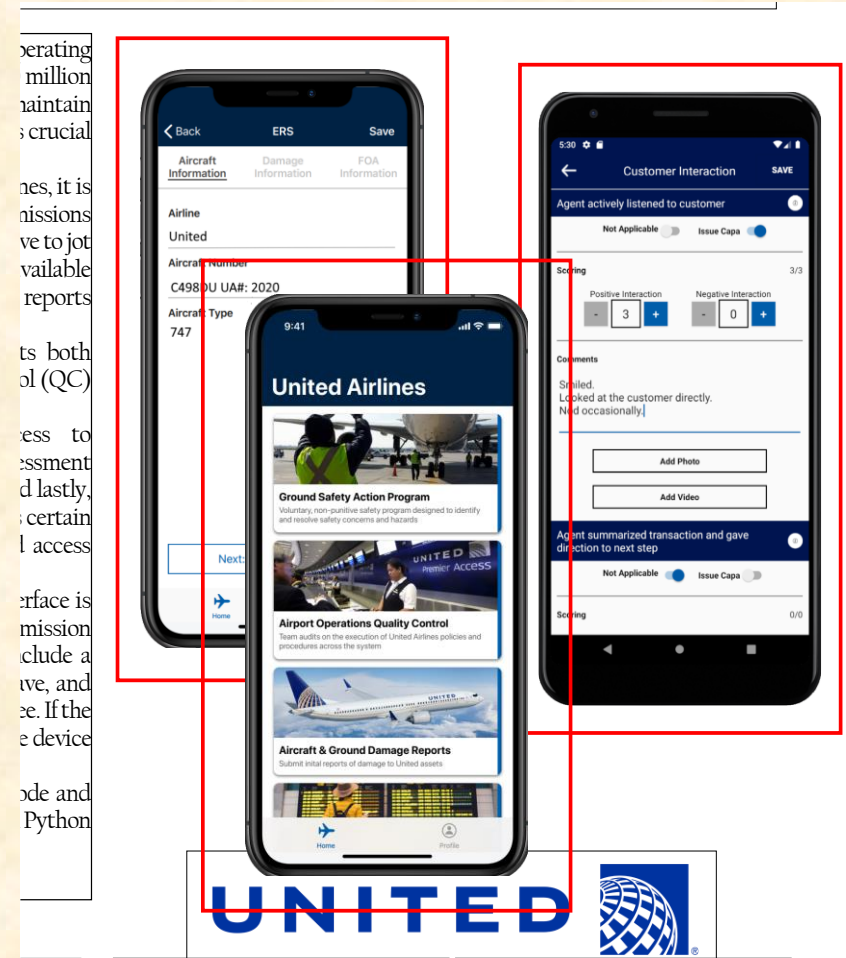 perating
million
naintain
s crucial
nes, it is
missions
ve to jot
vailable
reports
ts both
ol (QC)
cess to
essment
d lastly,
s certain
d access
erface is
mission
nclude a
ave, and
ee. If the
e device
ode and
Python
Back ERS Save
Aircraft Information
Damage Information
FOA Information
Airline
United
Aircraft Number
C498DU UA#: 2020
Aircraft Type
747
Next:
Home
9:41
United Airlines
Ground Safety Action Program
Voluntary, non-punitive safety program designed to identify
and resolve safety concerns and hazards
UNITED
Premier Access
Airport Operations Quality Control
Team audits on the execution of United Airlines policies and
procedures across the system
UNITED
Aircraft & Ground Damage Reports
Submit inital reports of damage to United assets
Home Profile
5:30
Customer Interaction SAVE
Agent actively listened to customer
Not Applicable Issue Capa
Scoring 3/3
Positive Interaction Negative Interaction
- 3 + - 0 +
Comments
Smiled.
Looked at the customer directly.
Nod occasionally.
Add Photo
Add Video
Agent summarized transaction and gave
direction to next step
Not Applicable Issue Capa
Scoring 0/0
UNITED